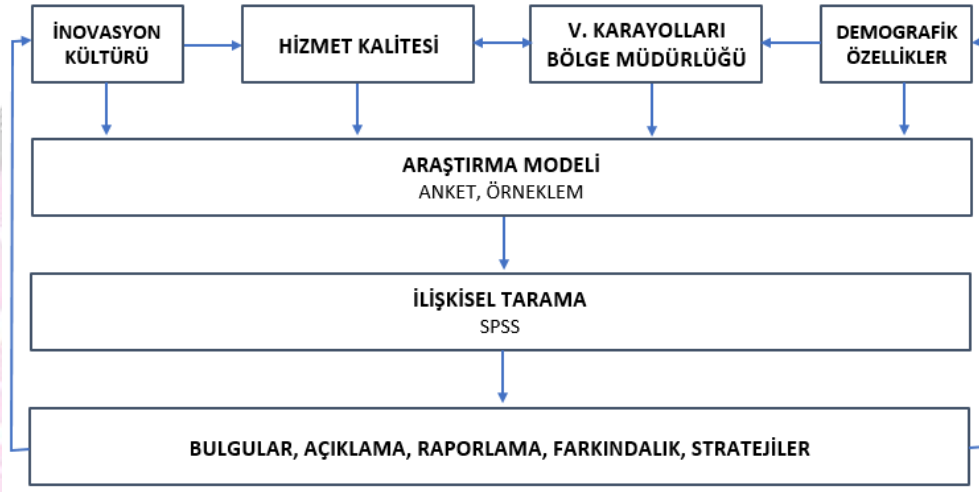 İNOVASYON
KÜLTÜRÜ
HİZMET KALİTESİ
V. KARAYOLLARI
BÖLGE MÜDÜRLÜĞÜ
DEMOGRAFİK
ÖZELLİKLER
ARAŞTIRMA MODELİ
ANKET, ÖRNEKLEM
İLİŞKİSEL TARAMA
SPSS
BULGULAR, AÇIKLAMA, RAPORLAMA, FARKINDALIK, STRATEJİLER